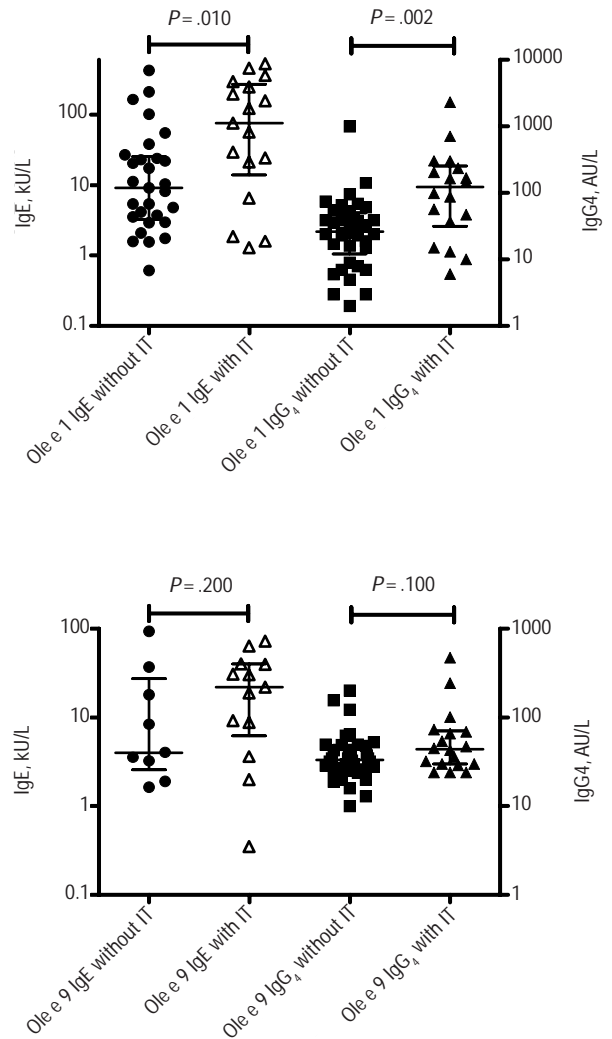 P = .010
P = .002
10000
1000
100
10
1
100
10
1
0.1
IgE, kU/L
IgG4, AU/L
Ole e 1 IgE without IT
Ole e 1 IgE with IT
Ole e 1 IgG₄ without IT
Ole e 1 IgG₄ with IT
P = .200
P = .100
100
10
1
0.1
1000
100
10
1
IgE, kU/L
IgG4, AU/L
Ole e 9 IgE without IT
Ole e 9 IgE with IT
Ole e 9 IgG₄ without IT
Ole e 9 IgG₄ with IT